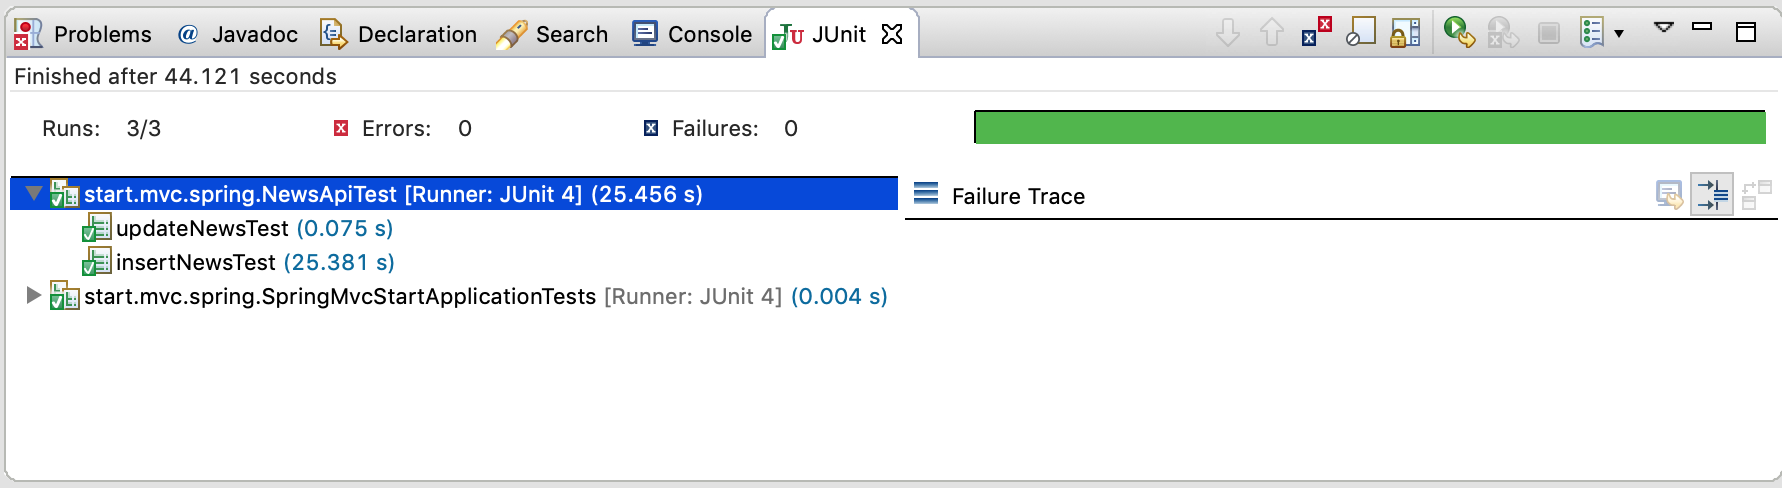 Problems @ Javadoc Declaration Search Console JUnit
Finished after 44.121 seconds
Runs: 3/3 Errors: 0 Failures: 0
start.mvc.spring.NewsApiTest [Runner: JUnit 4] (25.456 s)
Failure Trace
updateNewsTest (0.075 s)
insertNewsTest (25.381 s)
start.mvc.spring.SpringMvcStartApplicationTests [Runner: JUnit 4] (0.004 s)